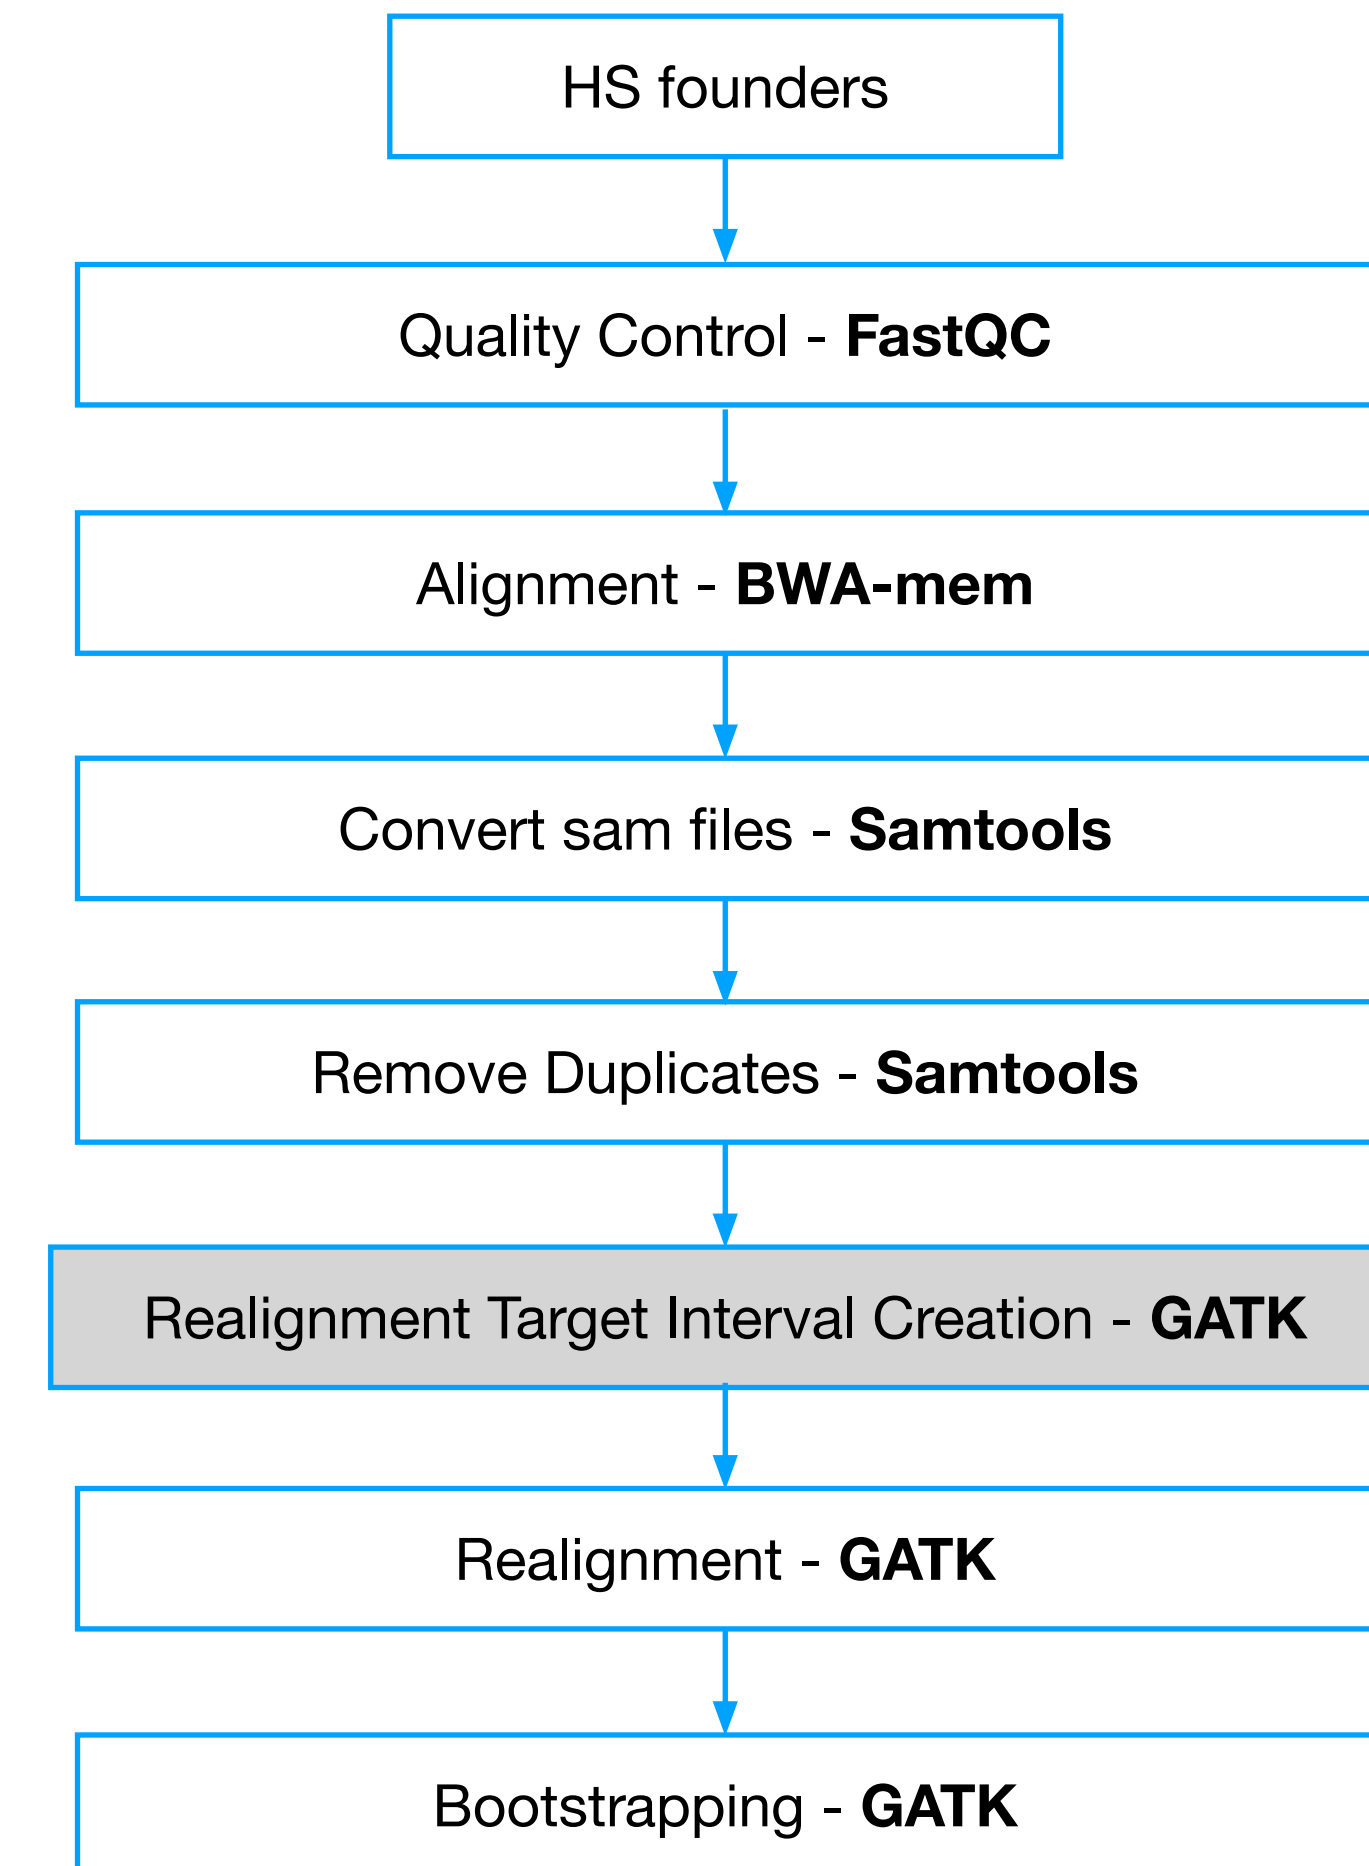 HS founders
Quality Control - FastQC
Alignment - BWA-mem
Convert sam files - Samtools
Remove Duplicates - Samtools
Realignment Target Interval Creation - GATK
Realignment - GATK
Bootstrapping - GATK